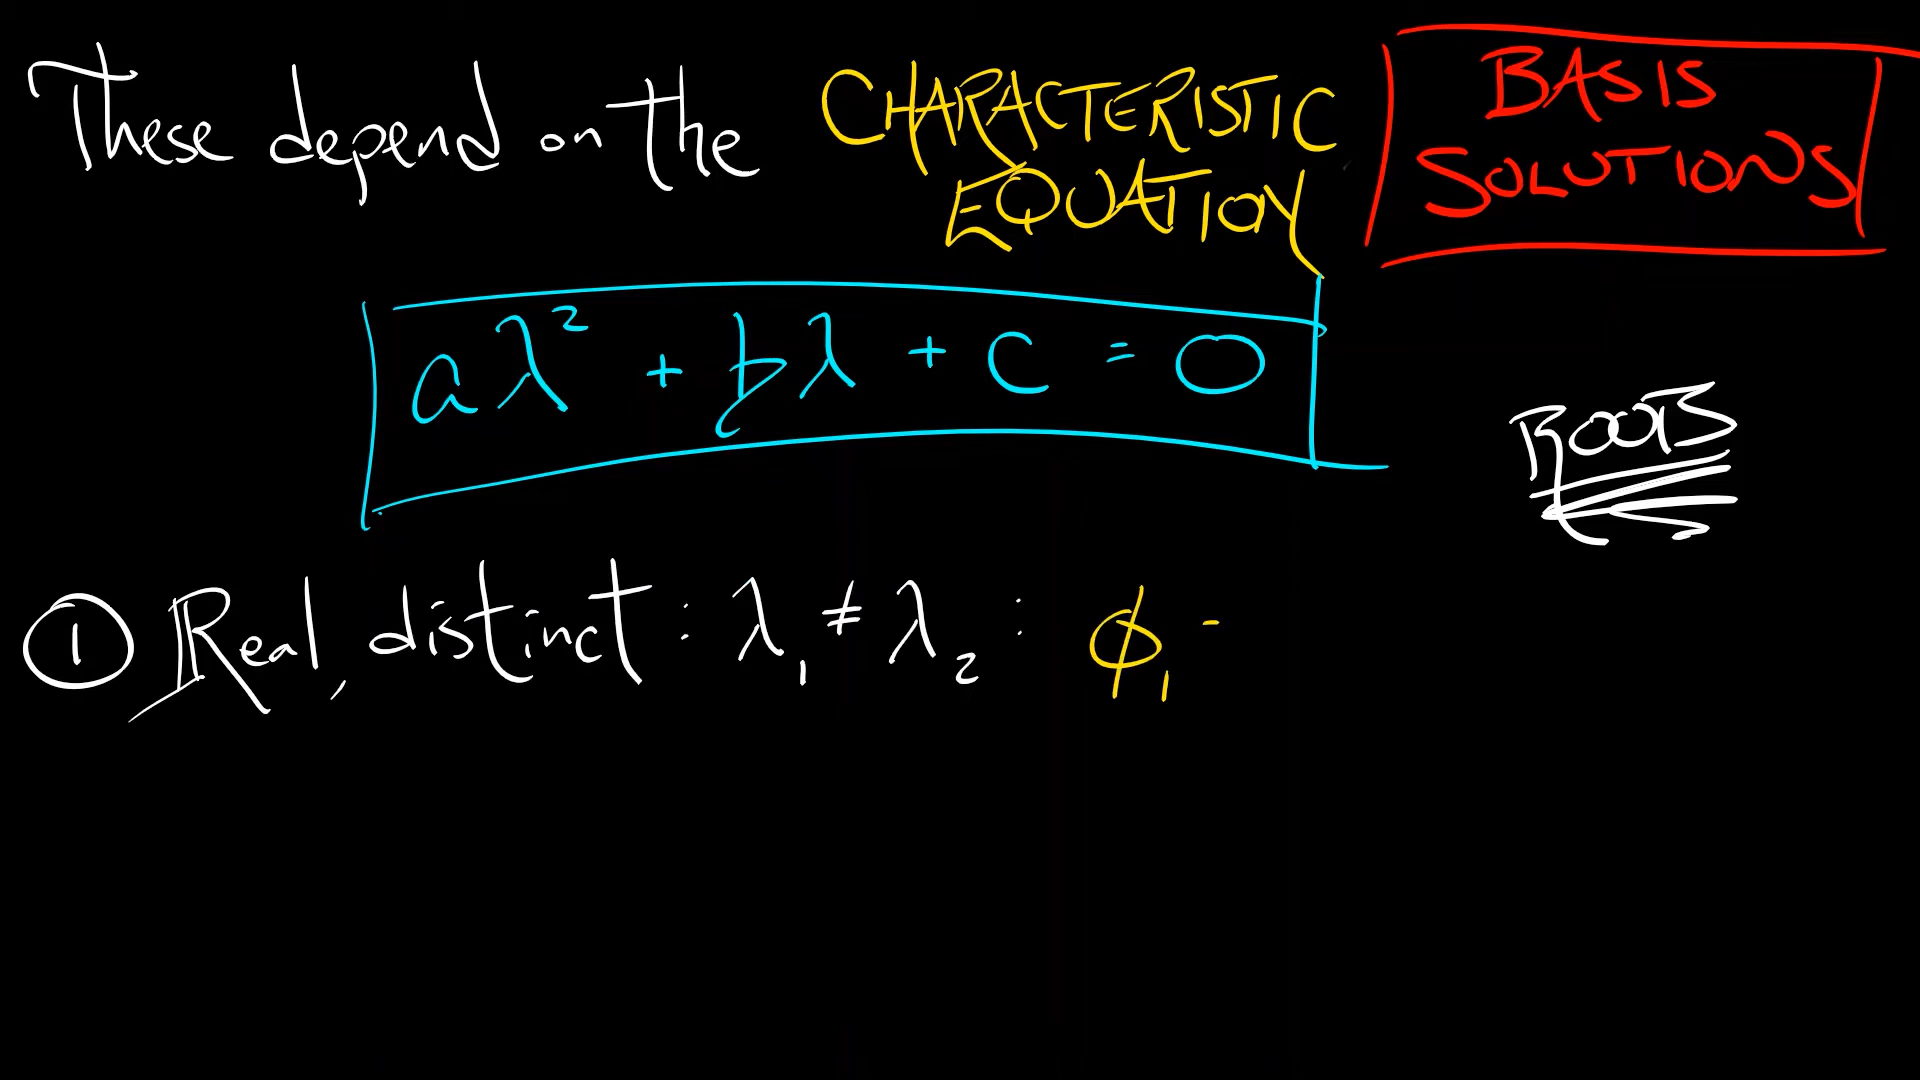 These depend on the CHARACTERISTIC EQUATION
BASIS
SOLUTIONS
aλ² + bλ + c = 0
ROOTS
① Real, distinct : λ₁ ≠ λ₂ : ϕ₁ -